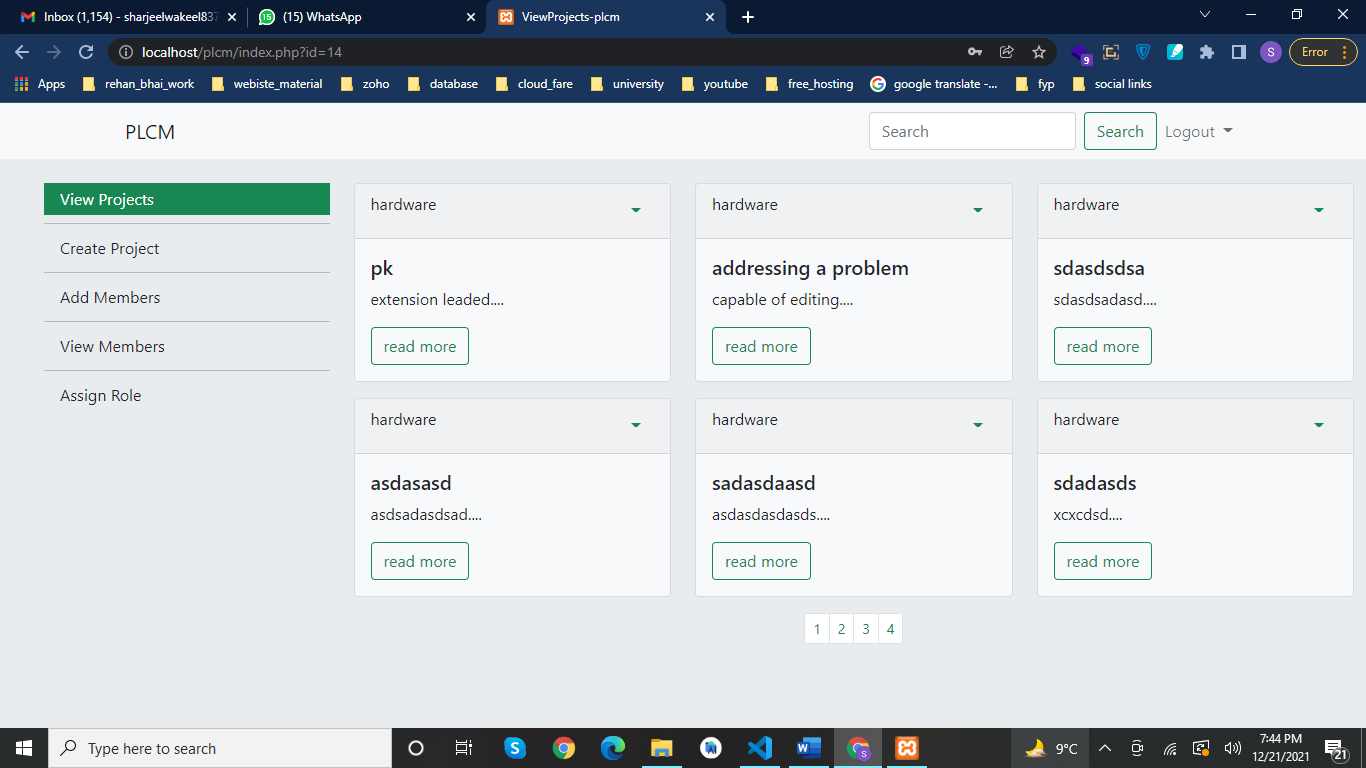 Inbox (1,154) - sharjeelwakeel837
(15) WhatsApp
ViewProjects-plcm
localhost/plcm/index.php?id=14
9
S
Error
Apps
rehan_bhai_work
webiste_material
zoho
database
cloud_fare
university
youtube
free_hosting
google translate -...
fyp
social links
PLCM
Search
Search
Logout
View Projects
Create Project
Add Members
View Members
Assign Role
hardware
pk
extension leaded....
read more
hardware
addressing a problem
capable of editing....
read more
hardware
sdasdsdsa
sdasdsadasd....
read more
hardware
asdasasd
asdsadasdsad....
read more
hardware
sadasdaasd
asdasdasdasds....
read more
hardware
sdadasds
xcxcdsd....
read more
1 2 3 4
Type here to search
9°C
7:44 PM
12/21/2021
21